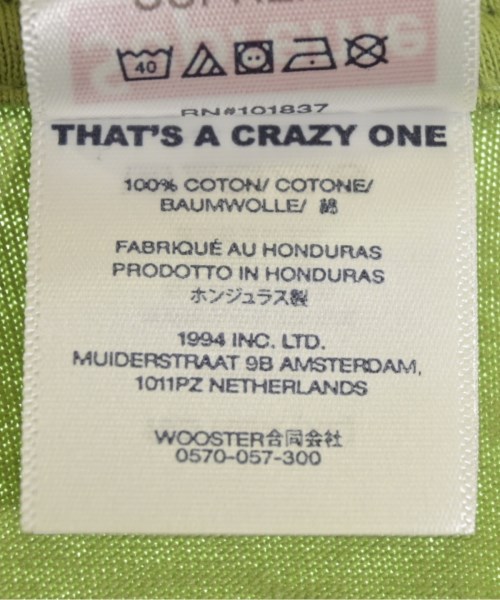 40
RN#101837
THAT'S A CRAZY ONE
100% COTON/ COTONE/
BAUMWOLLE/ 綿
FABRIQUÉ AU HONDURAS
PRODOTTO IN HONDURAS
ホンジュラス製
1994 INC. LTD.
MUIDERSTRAAT 9B AMSTERDAM,
1011PZ NETHERLANDS
WOOSTER合同会社
0570-057-300